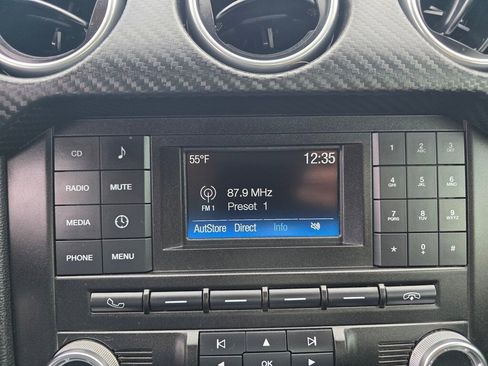 55°F 12:35
87.9 MHz
FM 1 Preset 1
AutStore Direct Info
CD
RADIO MUTE
MEDIA
PHONE MENU
1 2 ABC 3 DEF
4 GHI 5 JKL 6 MNO
7 PQRS 8 TUV 9 WXYZ
* 0 + #
OK